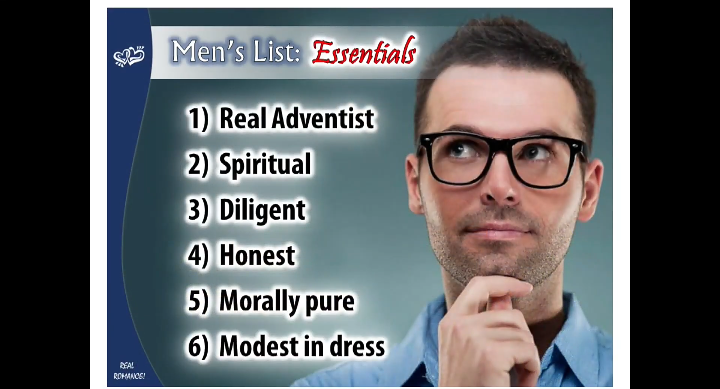 Men's List: Essentials
1) Real Adventist
2) Spiritual
3) Diligent
4) Honest
5) Morally pure
6) Modest in dress
REAL
ROMANCE!